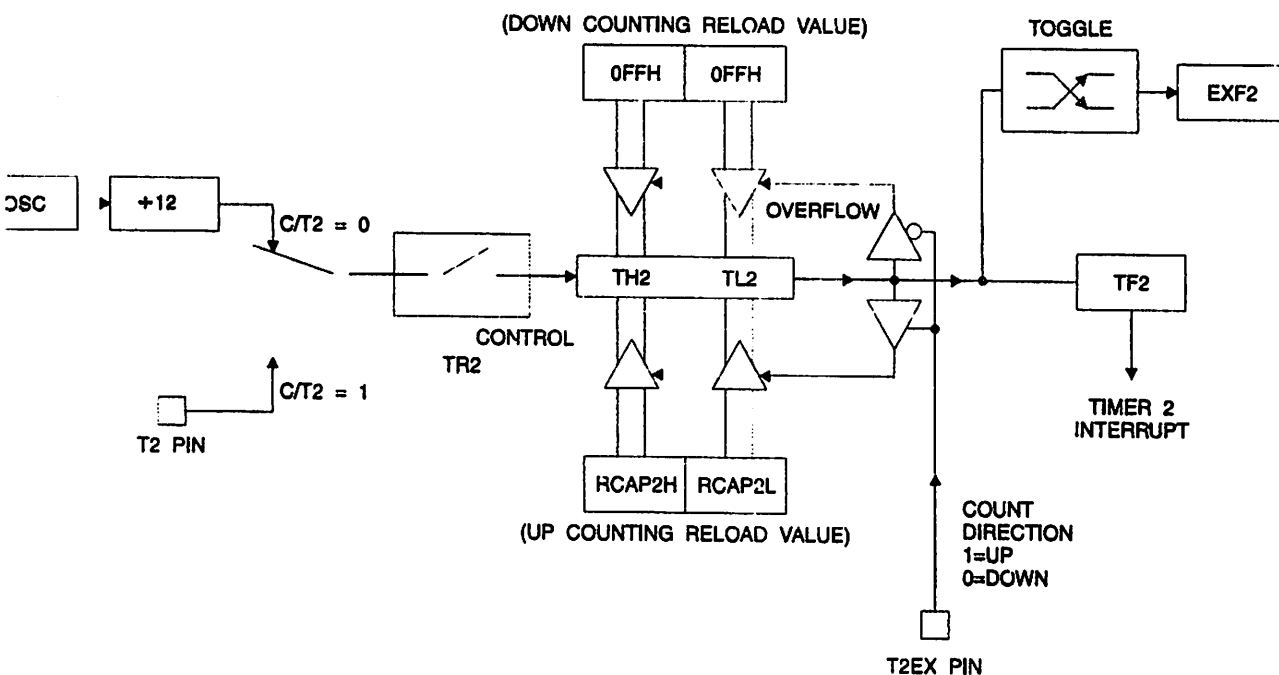 (DOWN COUNTING RELOAD VALUE)
0FFH 0FFH
TOGGLE
EXF2
OSC
+12
C/T2 = 0
OVERFLOW
TH2 TL2
TF2
CONTROL
TR2
C/T2 = 1
T2 PIN
TIMER 2
INTERRUPT
RCAP2H RCAP2L
(UP COUNTING RELOAD VALUE)
COUNT
DIRECTION
1=UP
0=DOWN
T2EX PIN